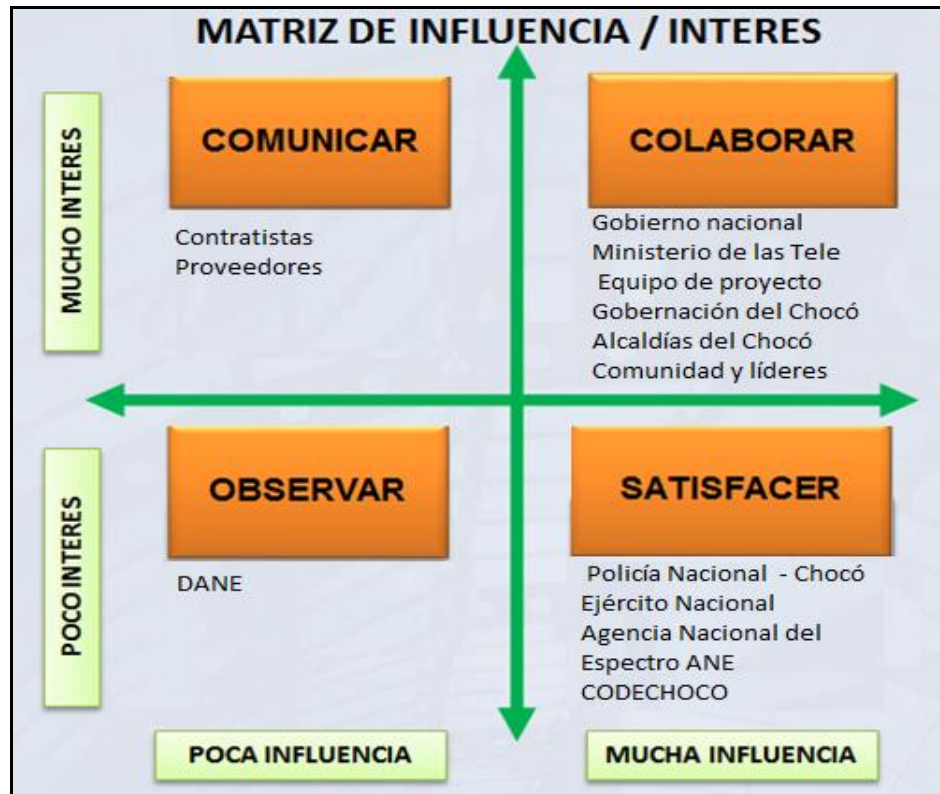 MATRIZ DE INFLUENCIA / INTERES
MUCHO INTERES
COMUNICAR
Contratistas
Proveedores
COLABORAR
Gobierno nacional
Ministerio de las Tele
Equipo de proyecto
Gobernación del Chocó
Alcaldías del Chocó
Comunidad y líderes
POCO INTERES
OBSERVAR
DANE
SATISFACER
Policía Nacional - Chocó
Ejército Nacional
Agencia Nacional del
Espectro ANE
CODECHOCO
POCA INFLUENCIA
MUCHA INFLUENCIA